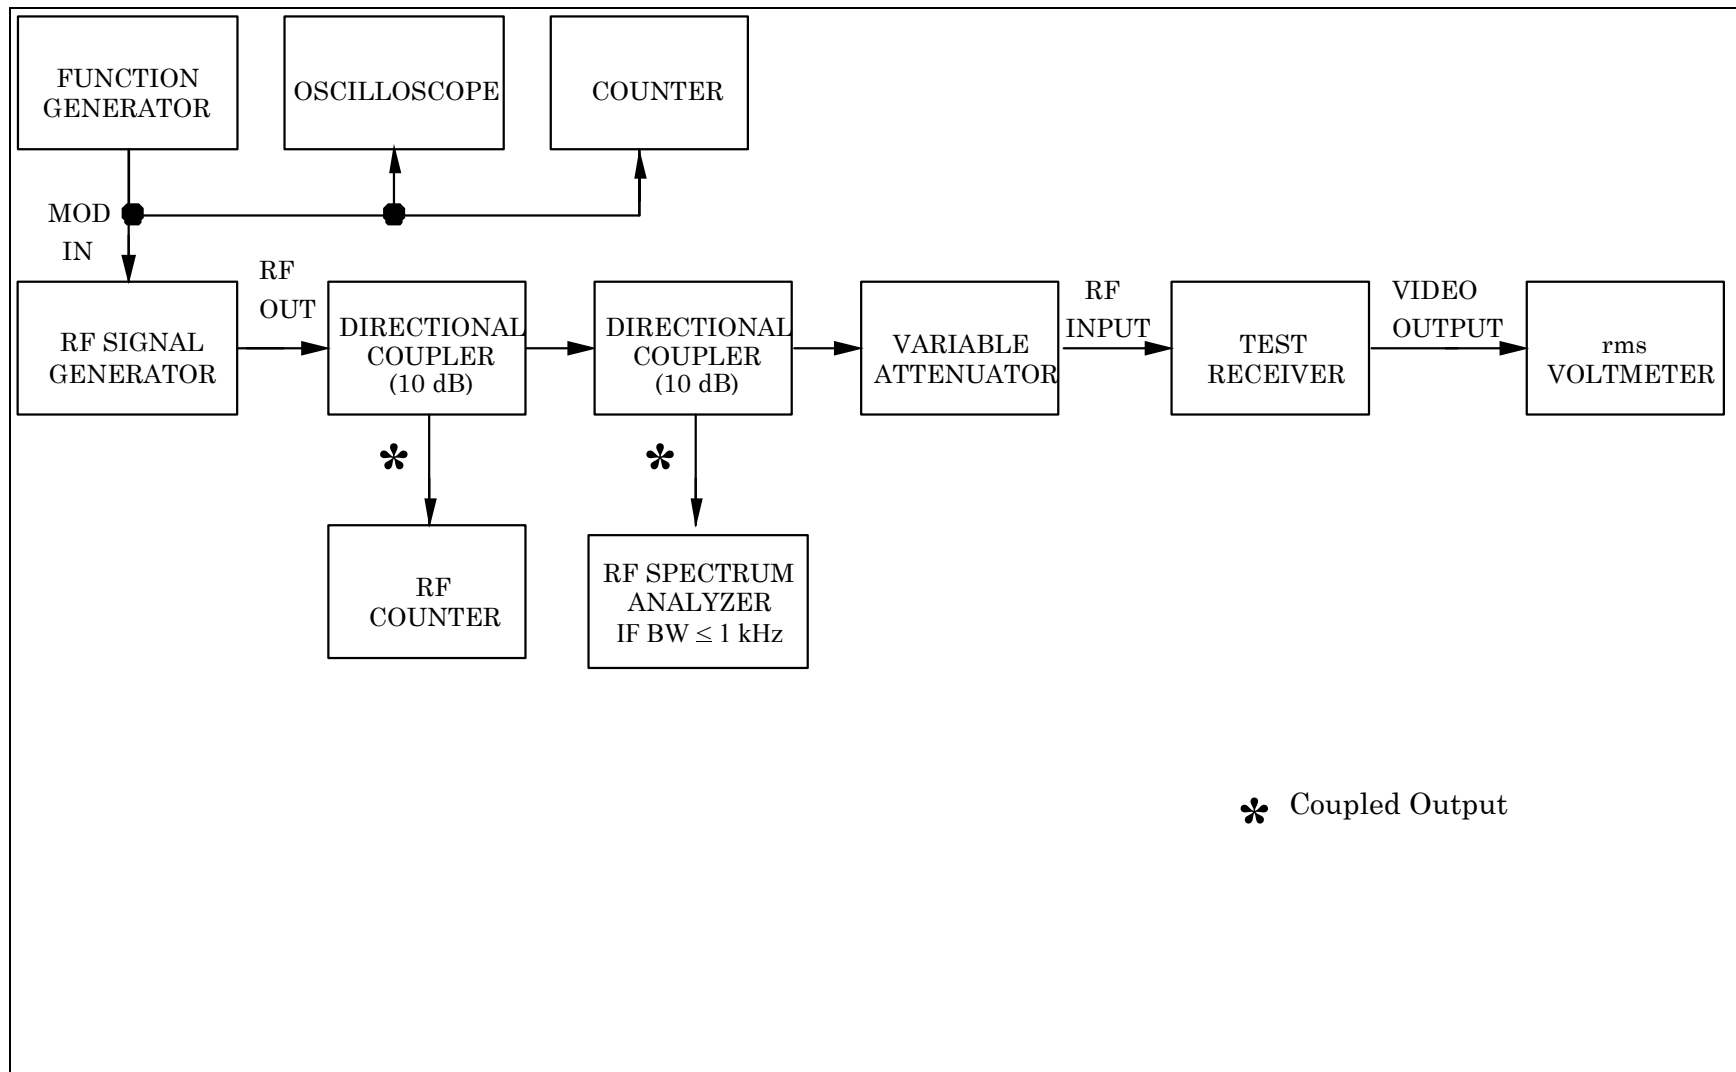 FUNCTION
GENERATOR
OSCILLOSCOPE
COUNTER
MOD
IN
RF
OUT
RF
INPUT
VIDEO
OUTPUT
RF SIGNAL
GENERATOR
DIRECTIONAL
COUPLER
(10 dB)
DIRECTIONAL
COUPLER
(10 dB)
VARIABLE
ATTENUATOR
TEST
RECEIVER
rms
VOLTMETER
*
*
RF
COUNTER
RF SPECTRUM
ANALYZER
IF BW ≤ 1 kHz
* Coupled Output